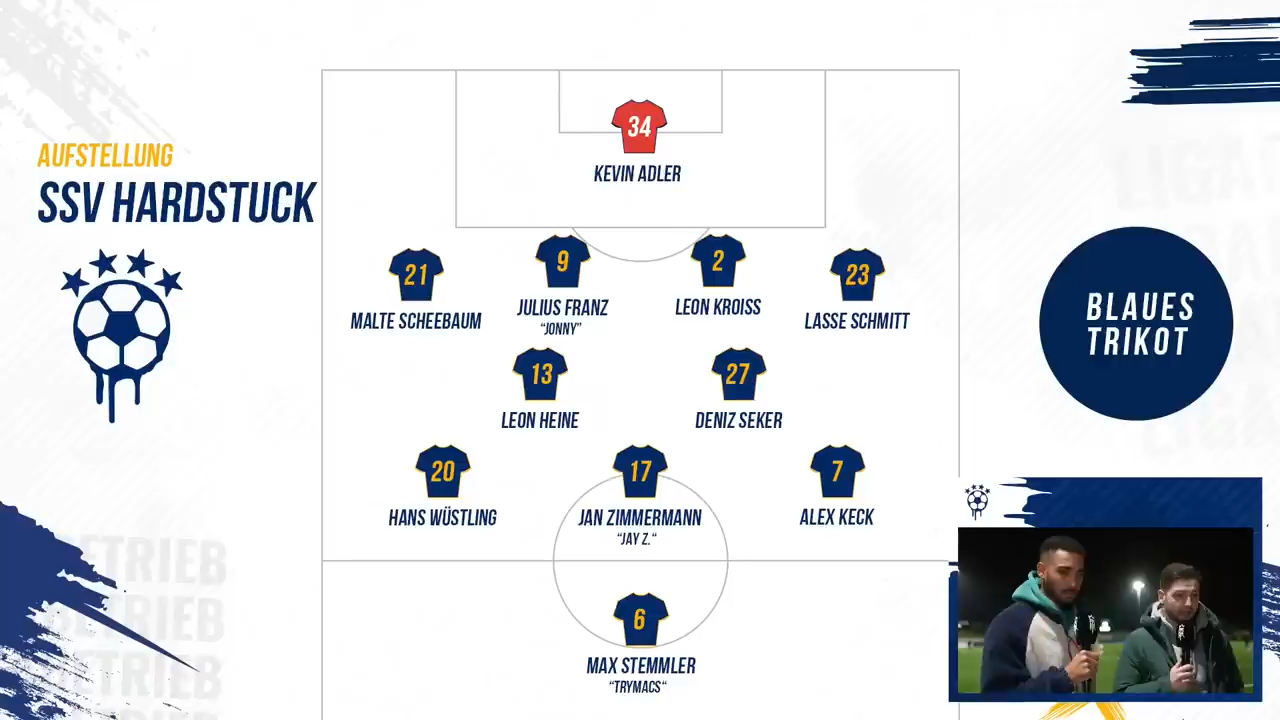 AUFSTELLUNG
SSV HARDSTUCK
34
KEVIN ADLER
21
MALTE SCHEEBAUM
9
JULIUS FRANZ
"JONNY"
2
LEON KROISS
23
LASSE SCHMITT
13
LEON HEINE
27
DENIZ SEKER
20
HANS WÜSTLING
17
JAN ZIMMERMANN
"JAY Z."
7
ALEX KECK
6
MAX STEMMLER
"TRYMACS"
BLAUES
TRIKOT